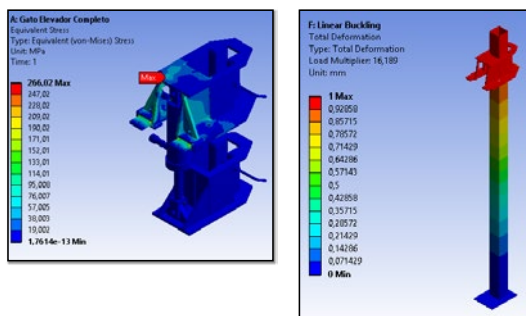 A: Gato Elevador Completo
Equivalent Stress
Type: Equivalent (von-Mises) Stress
Unit: MPa
Time: 1
266,02 Max
247,02
228,02
209,02
190,02
171,01
152,01
133,01
114,01
95,008
76,007
57,005
38,003
19,002
1,7614e-13 Min
Max
F: Linear Buckling
Total Deformation
Type: Total Deformation
Load Multiplier: 16,189
Unit: mm
1 Max
0,92858
0,85715
0,78572
0,71429
0,64286
0,57143
0,5
0,42858
0,35715
0,28572
0,21429
0,14286
0,071429
0 Min